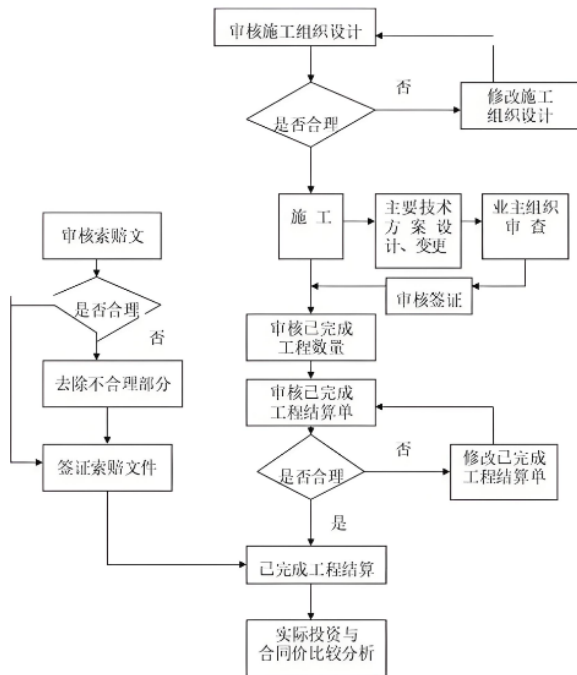 审核施工组织设计
否
修改施工
组织设计
是否合理
施 工
主要技术
方 案 设
计、变更
业主组织
审 查
审核签证
审核索赔文
是否合理
否
去除不合理部分
签证索赔文件
审核已完成
工程数量
审核已完成
工程结算单
是否合理
否
修改已完成
工程结算单
是
已完成工程结算
实际投资与
合同价比较分析